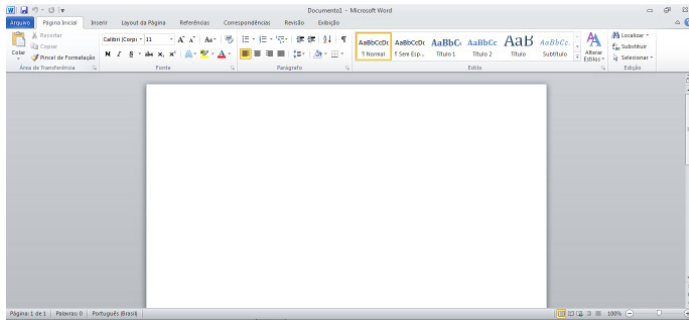 Documento1 - Microsoft Word
Arquivo Página Inicial Inserir Layout da Página Referências Correspondências Revisão Exibição
Colar
Recortar
Copiar
Pincel de Formatação
Área de Transferência
Calibri (Corpo 11
N I S abc x, x²
Fonte
Parágrafo
AaBbCcDc AaBbCcDc AaBbC AaBbCc AaB AaBbCc.
¶ Normal ¶ Sem Esp... Título 1 Título 2 Título Subtítulo
Alterar
Estilos
Estilo
Localizar
Substituir
Selecionar
Edição
Página: 1 de 1 Palavras: 0 Português (Brasil) 100%